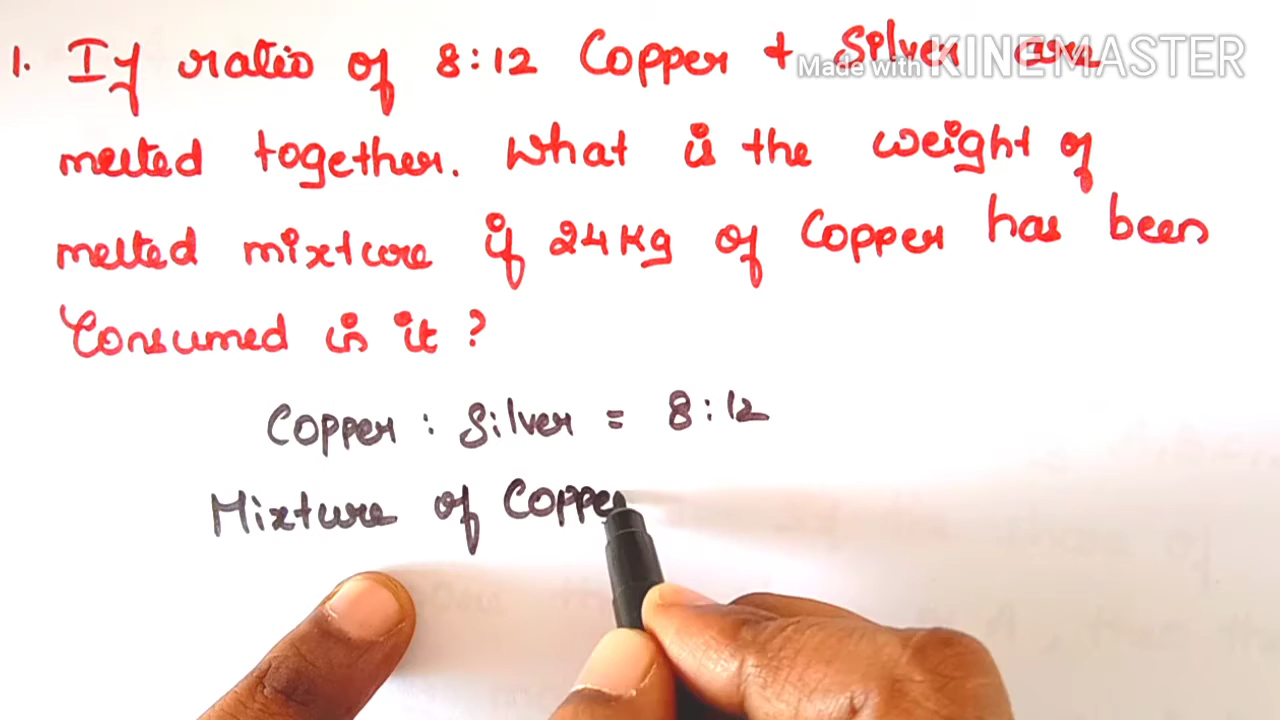 1. If ratio of 8:12 Copper + Silver are
Made with KINEMASTER
melted together. What is the weight of
melted mixture if 24Kg of Copper has been
Consumed in it?
Copper : Silver = 8:12
Mixture of Coppe